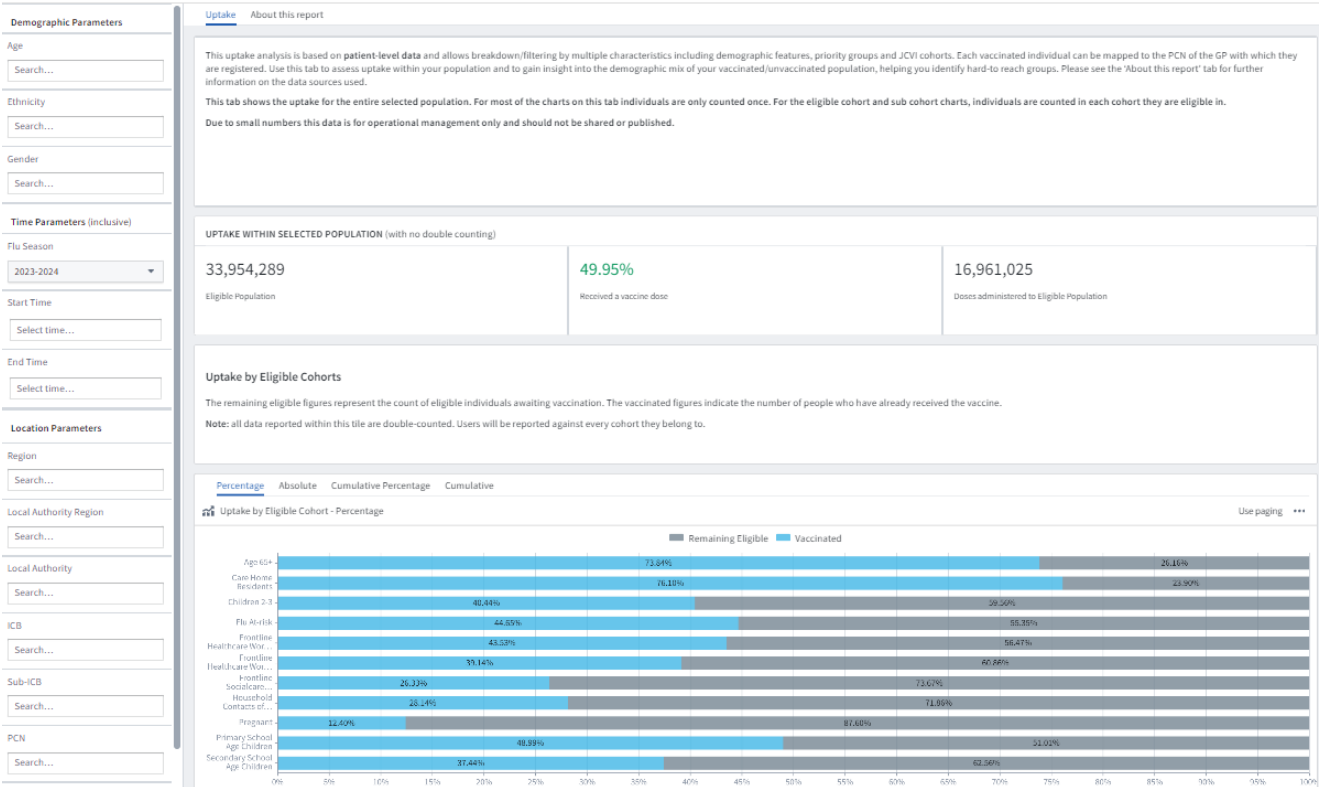 Demographic Parameters
Age
Search...
Ethnicity
Search...
Gender
Search...
Time Parameters (inclusive)
Flu Season
2023-2024
Start Time
Select time...
End Time
Select time...
Location Parameters
Region
Search...
Local Authority Region
Search...
Local Authority
Search...
ICB
Search...
Sub-ICB
Search...
PCN
Search...
Uptake About this report
This uptake analysis is based on patient-level data and allows breakdown/filtering by multiple characteristics including demographic features, priority groups and JCVI cohorts. Each vaccinated individual can be mapped to the PCN of the GP with which they
are registered. Use this tab to assess uptake within your population and to gain insight into the demographic mix of your vaccinated/unvaccinated population, helping you identify hard-to reach groups. Please see the 'About this report' tab for further
information on the data sources used.
This tab shows the uptake for the entire selected population. For most of the charts on this tab individuals are only counted once. For the eligible cohort and sub cohort charts, individuals are counted in each cohort they are eligible in.
Due to small numbers this data is for operational management only and should not be shared or published.
UPTAKE WITHIN SELECTED POPULATION (with no double counting)
33,954,289
Eligible Population
49.95%
Received a vaccine dose
16,961,025
Doses administered to Eligible Population
Uptake by Eligible Cohorts
The remaining eligible figures represent the count of eligible individuals awaiting vaccination. The vaccinated figures indicate the number of people who have already received the vaccine.
Note: all data reported within this tile are double-counted. Users will be reported against every cohort they belong to.
Percentage Absolute Cumulative Percentage Cumulative
Uptake by Eligible Cohort - Percentage Use paging
Remaining Eligible Vaccinated
Age 65+ 73.84% 26.16%
Care Home
Residents 76.10% 23.90%
Children 2-3 40.44% 59.56%
Flu At-risk 44.65% 55.35%
Frontline
Healthcare Wor... 43.53% 56.47%
Frontline
Healthcare Wor... 39.14% 60.86%
Frontline
Socialcare... 26.33% 73.67%
Household
Contacts of... 28.14% 71.86%
Pregnant 12.40% 87.60%
Primary School
Age Children 48.99% 51.01%
Secondary School
Age Children 37.44% 62.56%
0% 5% 10% 15% 20% 25% 30% 35% 40% 45% 50% 55% 60% 65% 70% 75% 80% 85% 90% 95% 100%